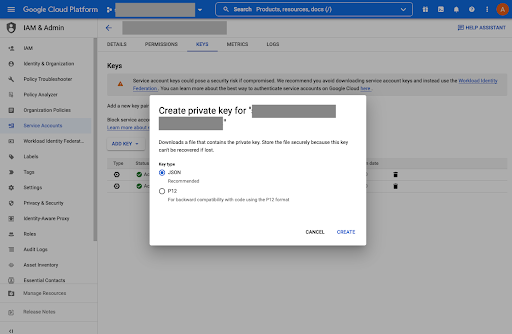 Google Cloud Platform
Search Products, resources, docs (/)
A
IAM & Admin
HELP ASSISTANT
IAM
Identity & Organization
Policy Troubleshooter
Policy Analyzer
Organization Policies
Service Accounts
Workload Identity Federat...
Labels
Tags
Settings
Privacy & Security
Identity-Aware Proxy
Roles
Audit Logs
Asset Inventory
Essential Contacts
Manage Resources
Release Notes
DETAILS PERMISSIONS KEYS METRICS LOGS
Keys
Service account keys could pose a security risk if compromised. We recommend you avoid downloading service account keys and instead use the Workload Identity
Federation. You can learn more about the best way to authenticate service accounts on Google Cloud here.
Add a new key
Block service
Learn more about
ADD KEY
Type Status date
Create private key for "
"
Downloads a file that contains the private key. Store the file securely because this key
can't be recovered if lost.
Key type
JSON
Recommended
P12
For backward compatibility with code using the P12 format
CANCEL CREATE